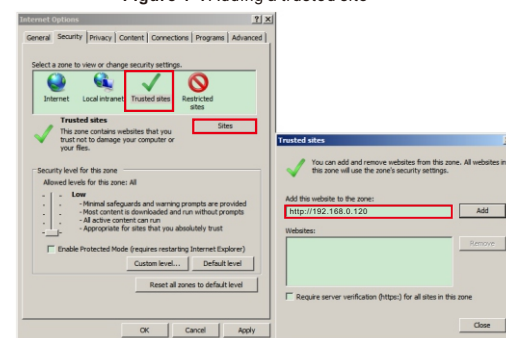 Internet Options
General Security Privacy Content Connections Programs Advanced
Select a zone to view or change security settings.
Internet Local intranet Trusted sites Restricted sites
Trusted sites
This zone contains websites that you
trust not to damage your computer or
your files.
Sites
Security level for this zone
Allowed levels for this zone: All
Low
- Minimal safeguards and warning prompts are provided
- Most content is downloaded and run without prompts
- All active content can run
- Appropriate for sites that you absolutely trust
Enable Protected Mode (requires restarting Internet Explorer)
Custom level... Default level
Reset all zones to default level
OK Cancel Apply
Trusted sites
You can add and remove websites from this zone. All websites in
this zone will use the zone's security settings.
Add this website to the zone:
http://192.168.0.120 Add
Websites:
Remove
Require server verification (https:) for all sites in this zone
Close